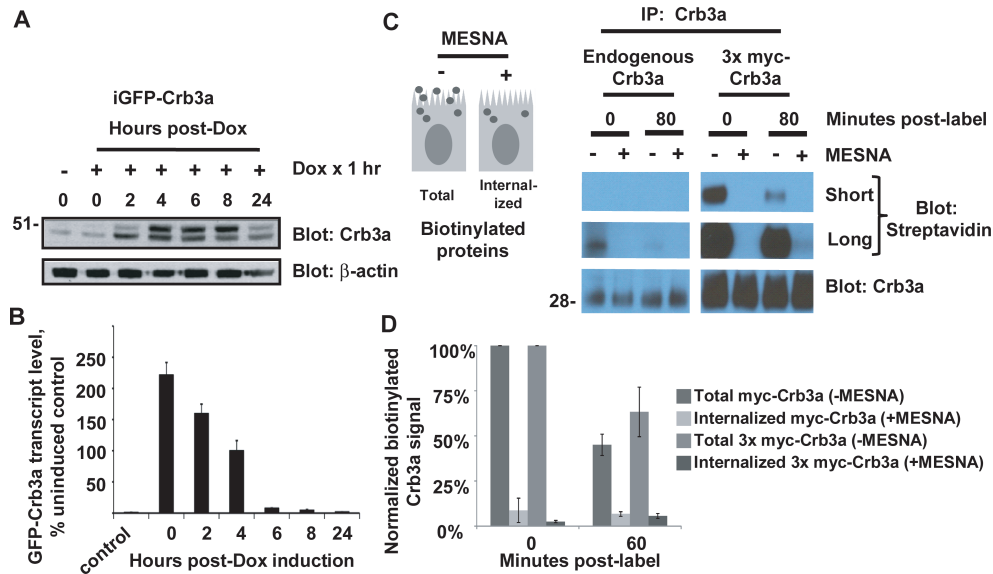 A
iGFP-Crb3a
Hours post-Dox
- + + + + + + Dox x 1 hr
0 0 2 4 6 8 24
51-
Blot: Crb3a
Blot: β-actin
B
GFP-Crb3a transcript level,
% uninduced control
250
200
150
100
50
control 0 2 4 6 8 24
Hours post-Dox induction
C
MESNA
- +
Total
Internal-
ized
Biotinylated
proteins
IP: Crb3a
Endogenous
Crb3a
3x myc-
Crb3a
0 80 0 80 Minutes post-label
- + - + - + - + MESNA
Short
Long
Blot:
Streptavidin
28-
Blot: Crb3a
D
Normalized biotinylated
Crb3a signal
100%
75%
50%
25%
0%
0 60
Minutes post-label
Total myc-Crb3a (-MESNA)
Internalized myc-Crb3a (+MESNA)
Total 3x myc-Crb3a (-MESNA)
Internalized 3x myc-Crb3a (+MESNA)